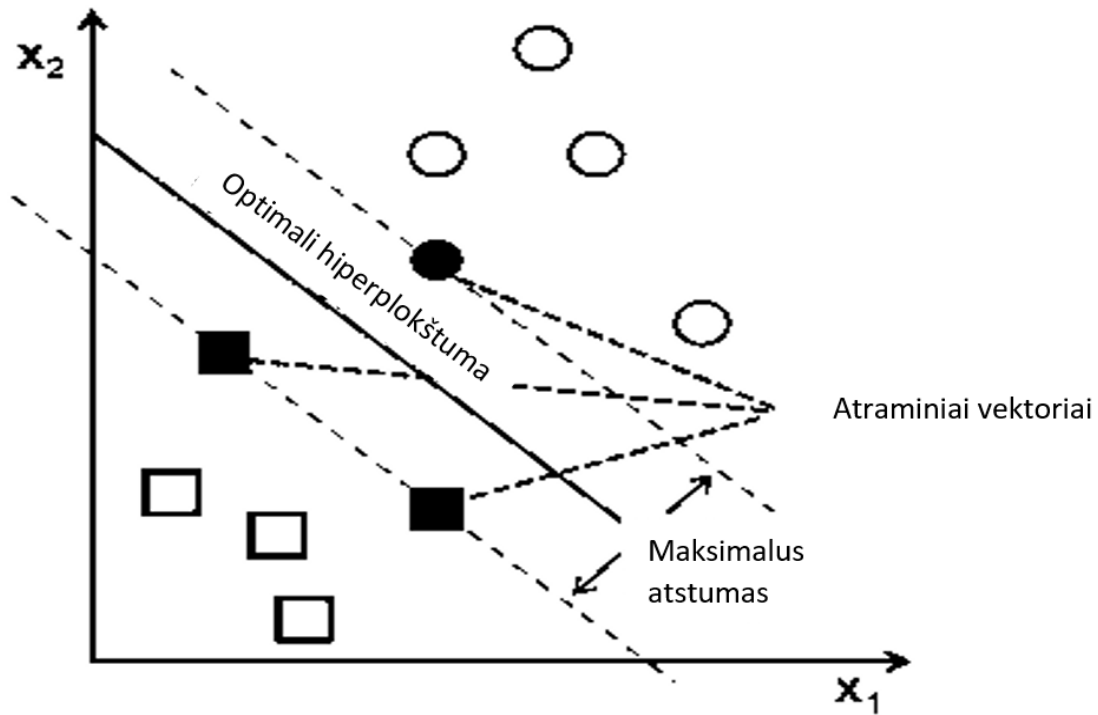 x₂
Optimali hiperplokštuma
Atraminiai vektoriai
Maksimalus
atstumas
x₁